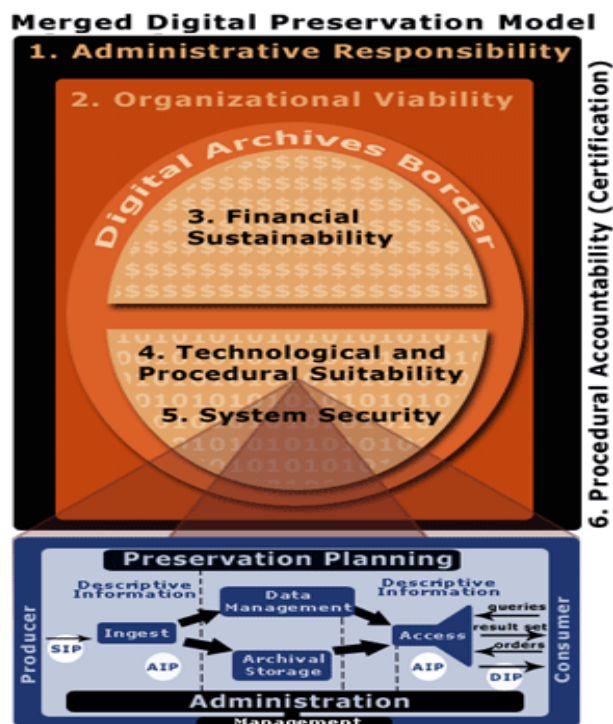 Merged Digital Preservation Model
1. Administrative Responsibility
2. Organizational Viability
Digital Archives Border
3. Financial
Sustainability
4. Technological and
Procedural Suitability
5. System Security
6. Procedural Accountability (Certification)
Preservation Planning
Descriptive
Information
Data
Management
Descriptive
Information
Producer
SIP
Ingest
AIP
Archival
Storage
Access
AIP
queries
result set
orders
DIP
Consumer
Administration
Management